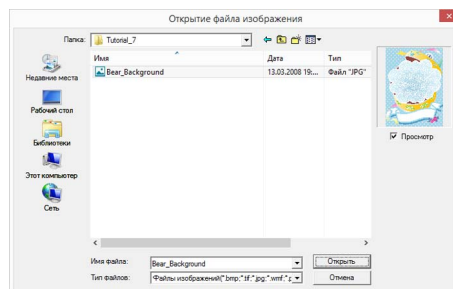 Открытие файла изображения
Папка: Tutorial_7
Имя Дата Тип
Bear_Background 13.03.2008 19:... Файл "JPG"
Недавние места
Рабочий стол
Библиотеки
Этот компьютер
Сеть
Просмотр
Имя файла: Bear_Background Открыть
Тип файлов: Файлы изображений(*.bmp;*.tif;*.jpg;*.wmf;*.p Отмена